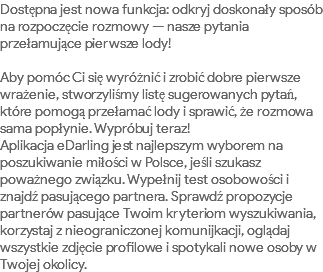 Dostępna jest nowa funkcja: odkryj doskonały sposób
na rozpoczęcie rozmowy — nasze pytania
przełamujące pierwsze lody!

Aby pomóc Ci się wyróżnić i zrobić dobre pierwsze
wrażenie, stworzyliśmy listę sugerowanych pytań,
które pomogą przełamać lody i sprawić, że rozmowa
sama popłynie. Wypróbuj teraz!
Aplikacja eDarling jest najlepszym wyborem na
poszukiwanie miłości w Polsce, jeśli szukasz
poważnego związku. Wypełnij test osobowości i
znajdź pasującego partnera. Sprawdź propozycje
partnerów pasujące Twoim kryteriom wyszukiwania,
korzystaj z nieograniczonej komunijkacji, oglądaj
wszystkie zdjęcie profilowe i spotykali nowe osoby w
Twojej okolicy.